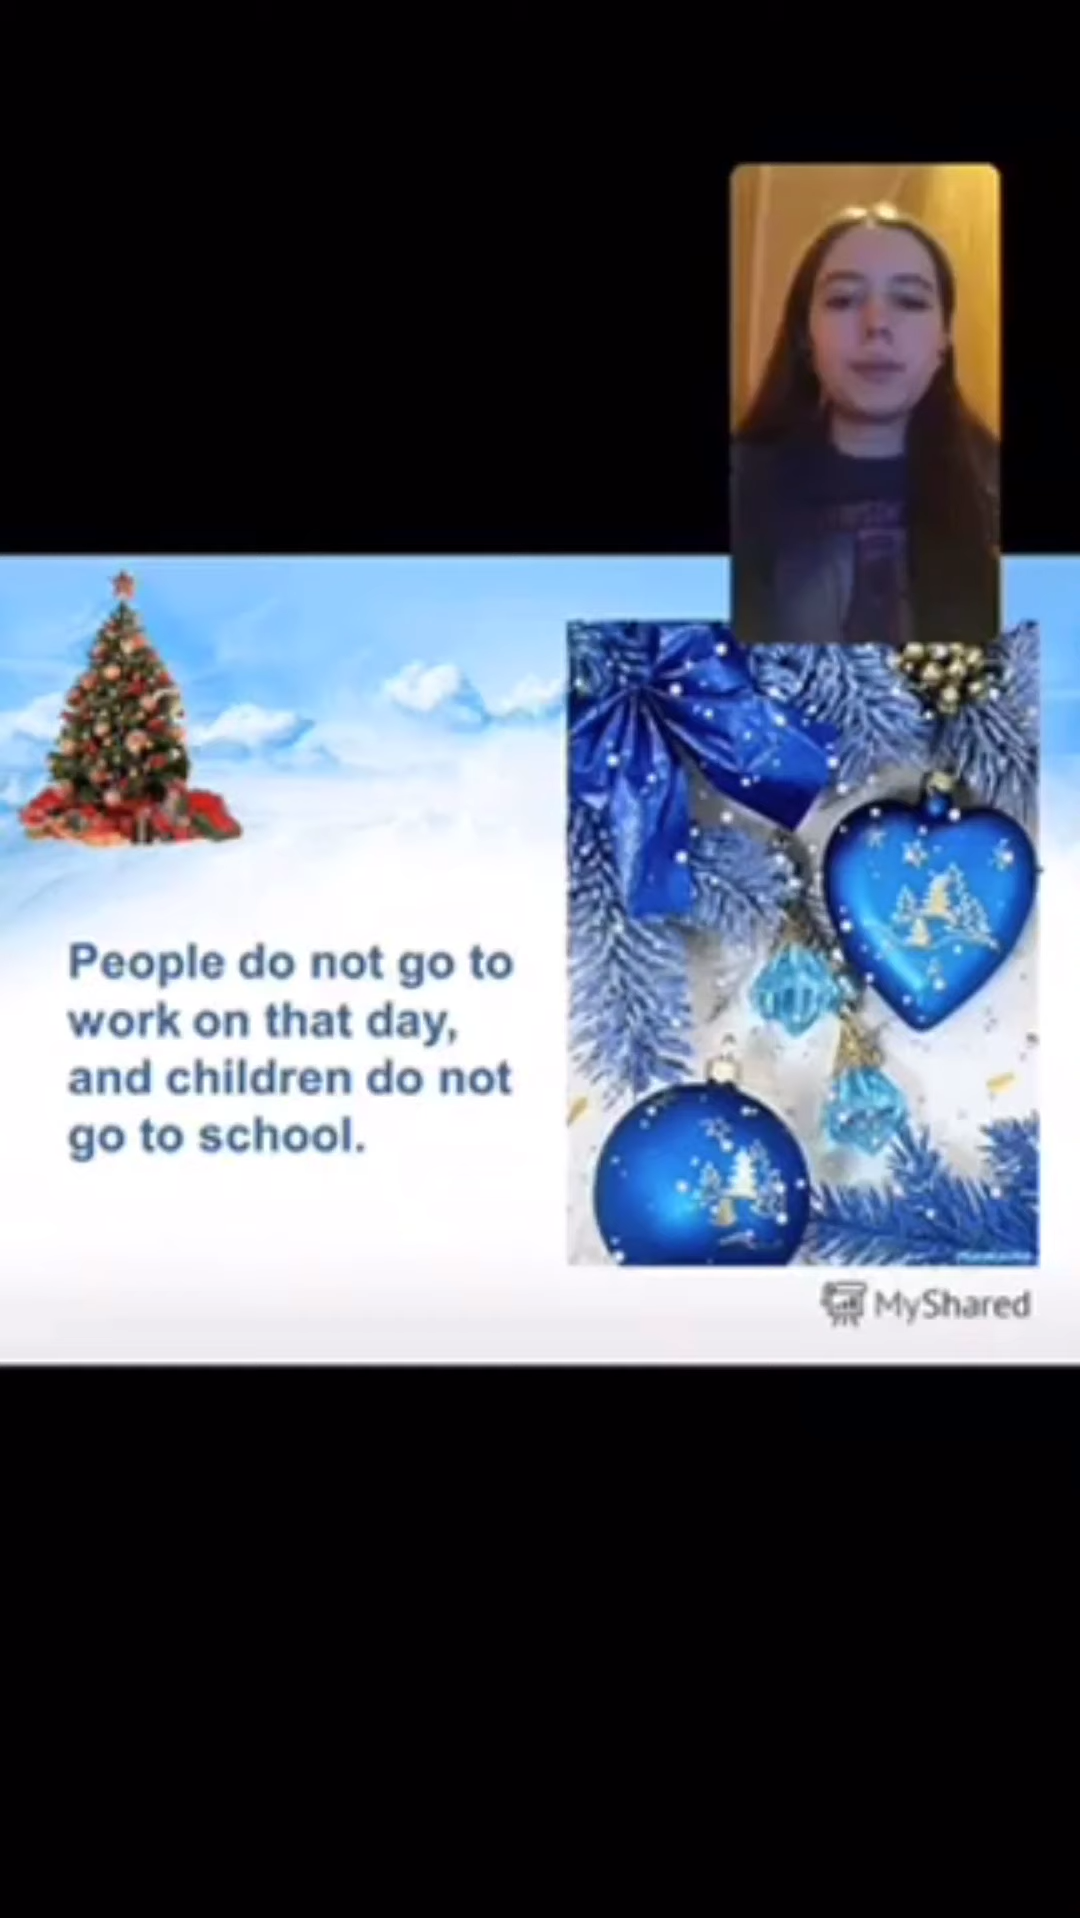 People do not go to
work on that day,
and children do not
go to school.
MyShared